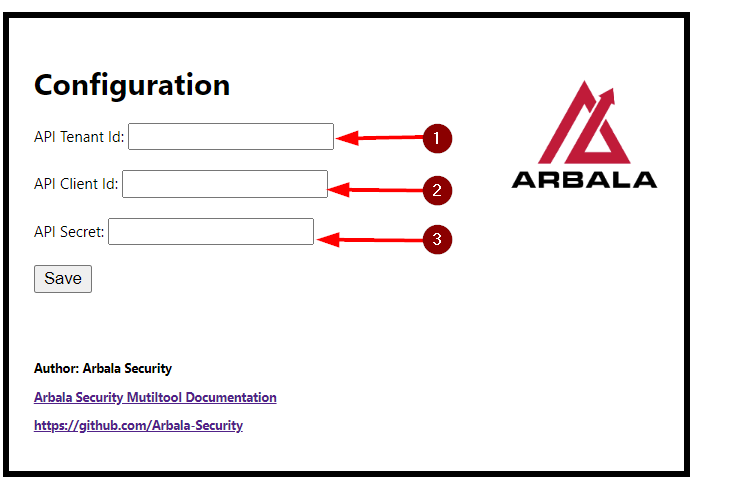 Configuration
API Tenant Id:
1
ARBALA
API Client Id:
2
API Secret:
3
Save
Author: Arbala Security
Arbala Security Mutiltool Documentation
https://github.com/Arbala-Security